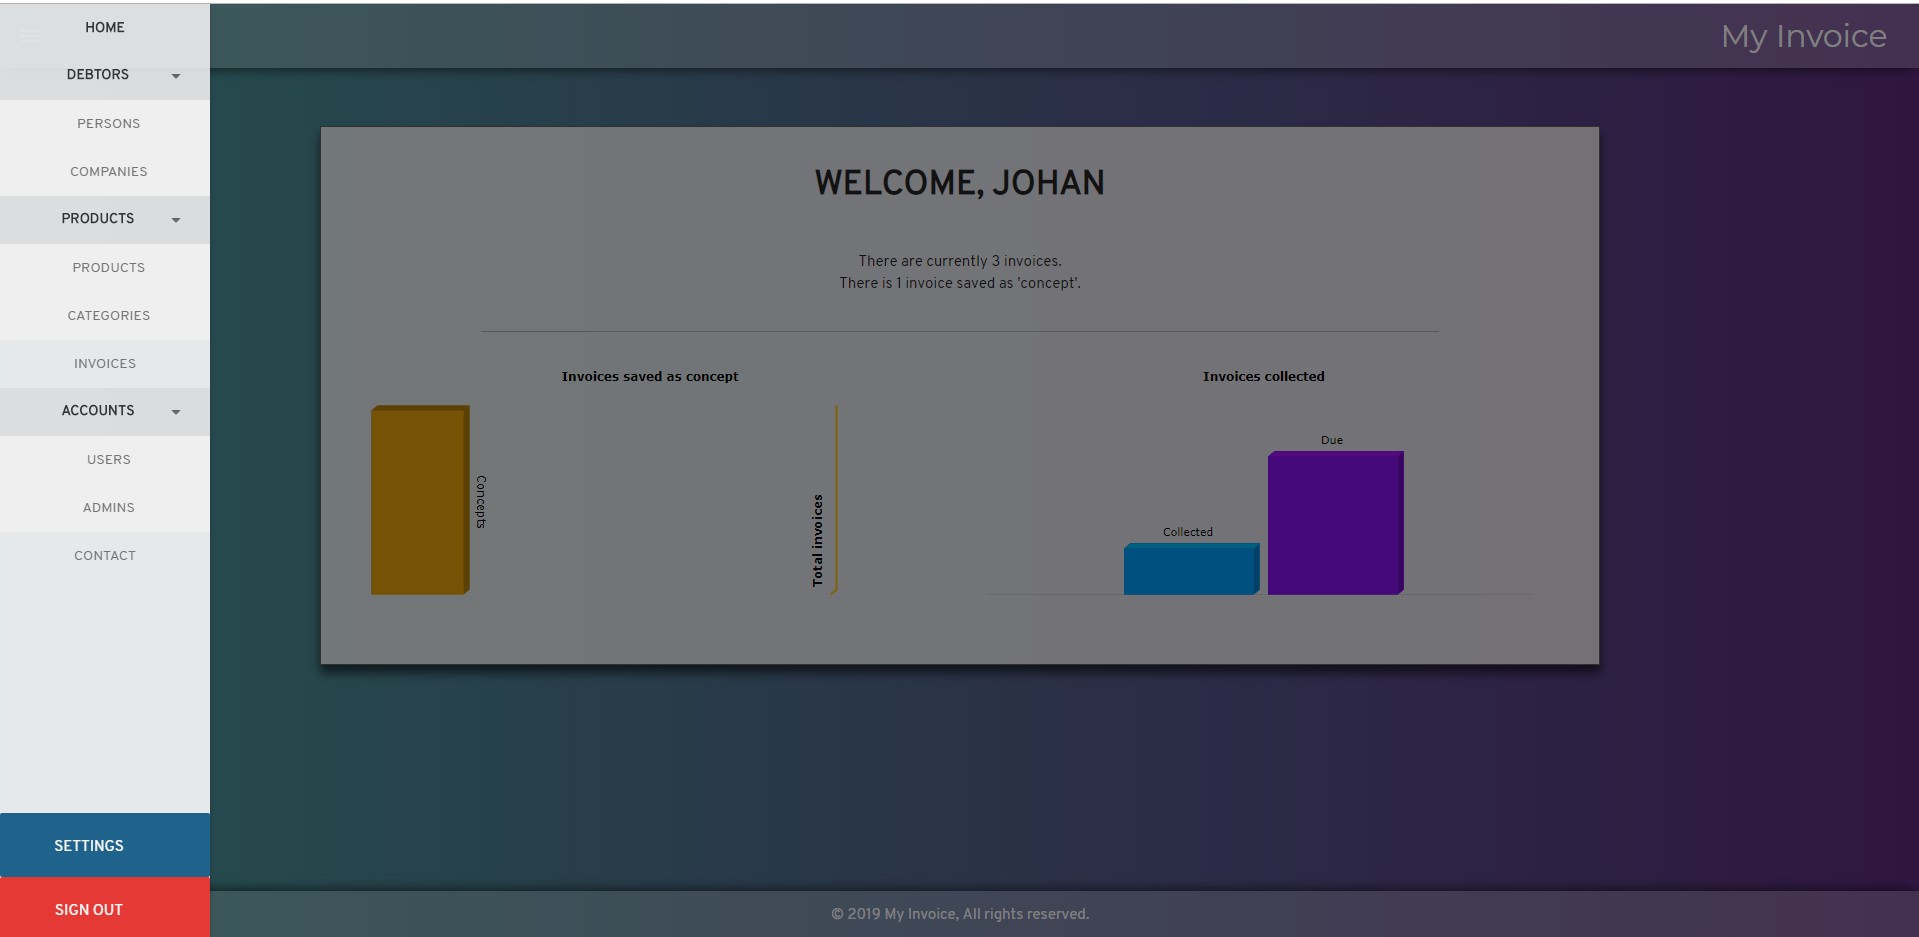 HOME
DEBTORS
PERSONS
COMPANIES
PRODUCTS
PRODUCTS
CATEGORIES
INVOICES
ACCOUNTS
USERS
ADMINS
CONTACT
SETTINGS
SIGN OUT
My Invoice
WELCOME, JOHAN
There are currently 3 invoices.
There is 1 invoice saved as 'concept'.
Invoices saved as concept
Concepts
Total invoices
Invoices collected
Collected
Due
© 2019 My Invoice, All rights reserved.